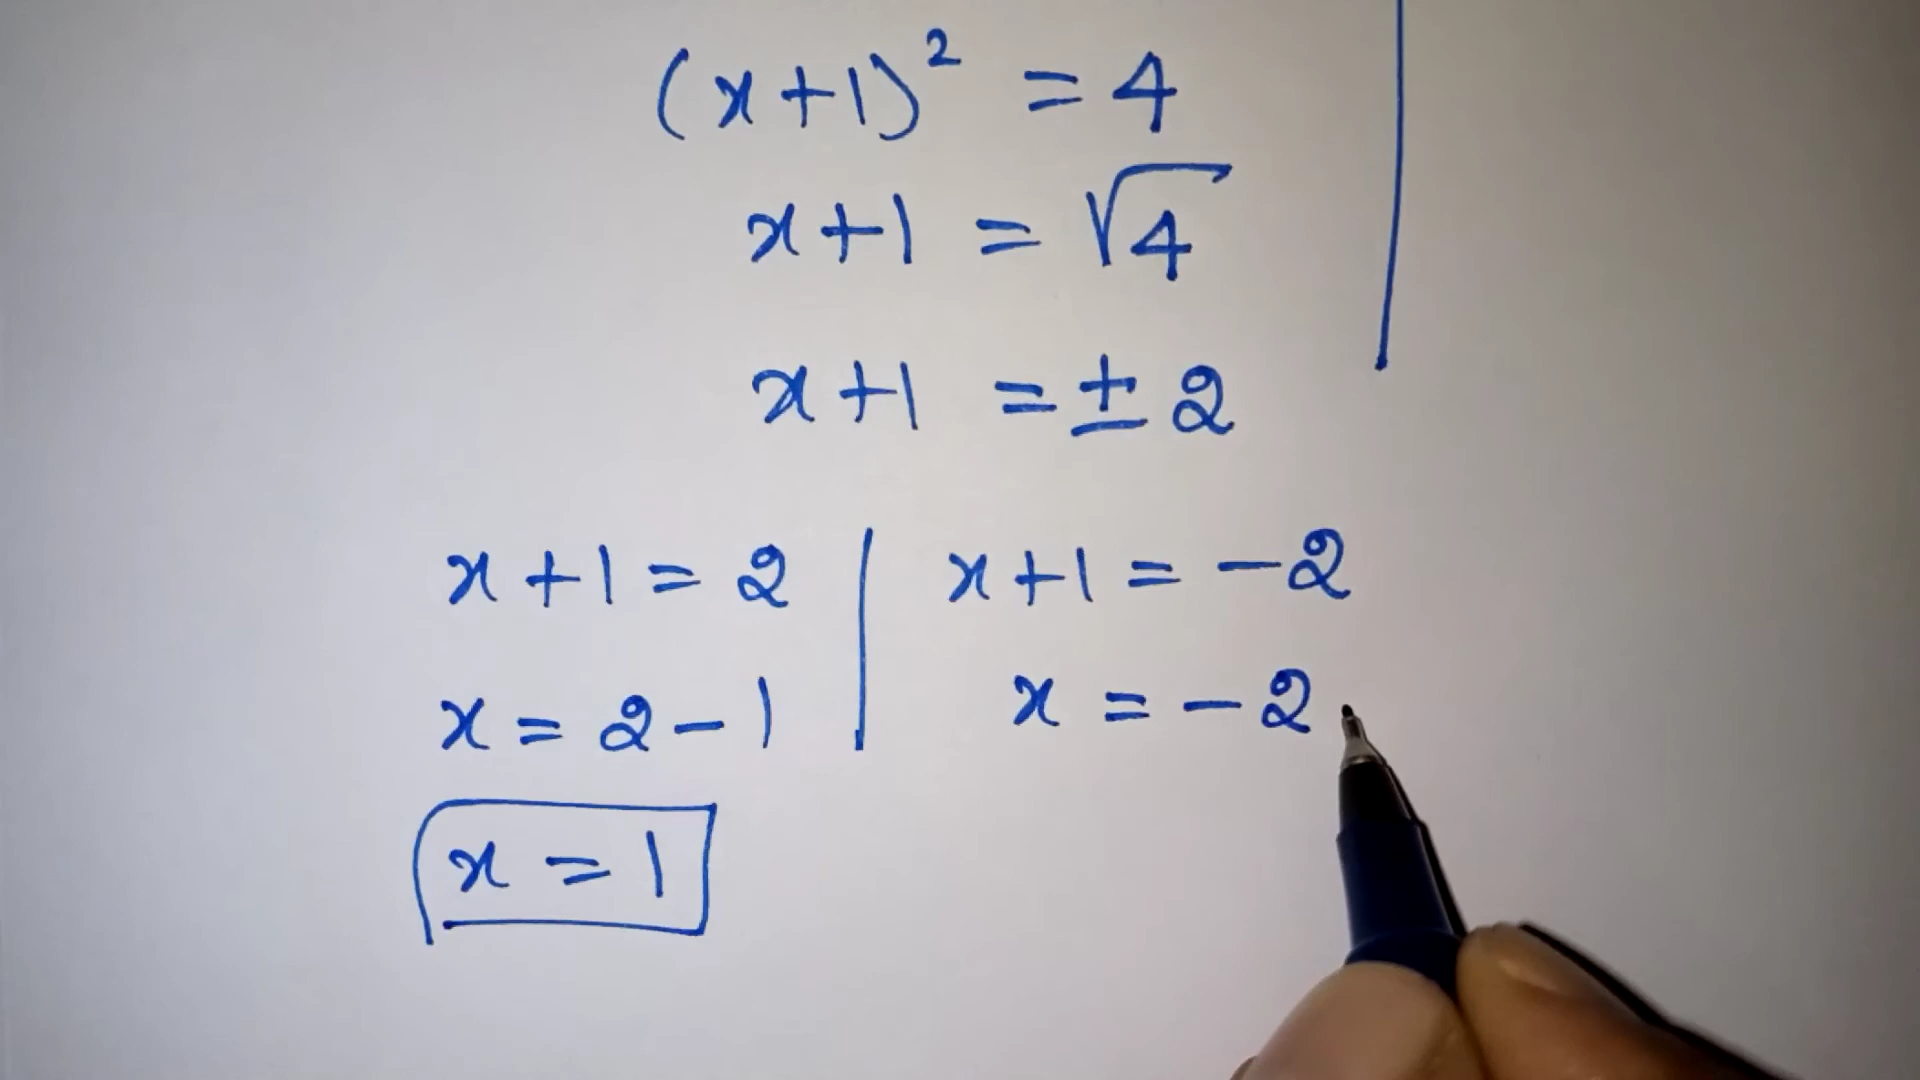 (x+1)² = 4
x+1 = √4
x+1 = ± 2
x+1 = 2
x = 2-1
x = 1
x+1 = -2
x = -2